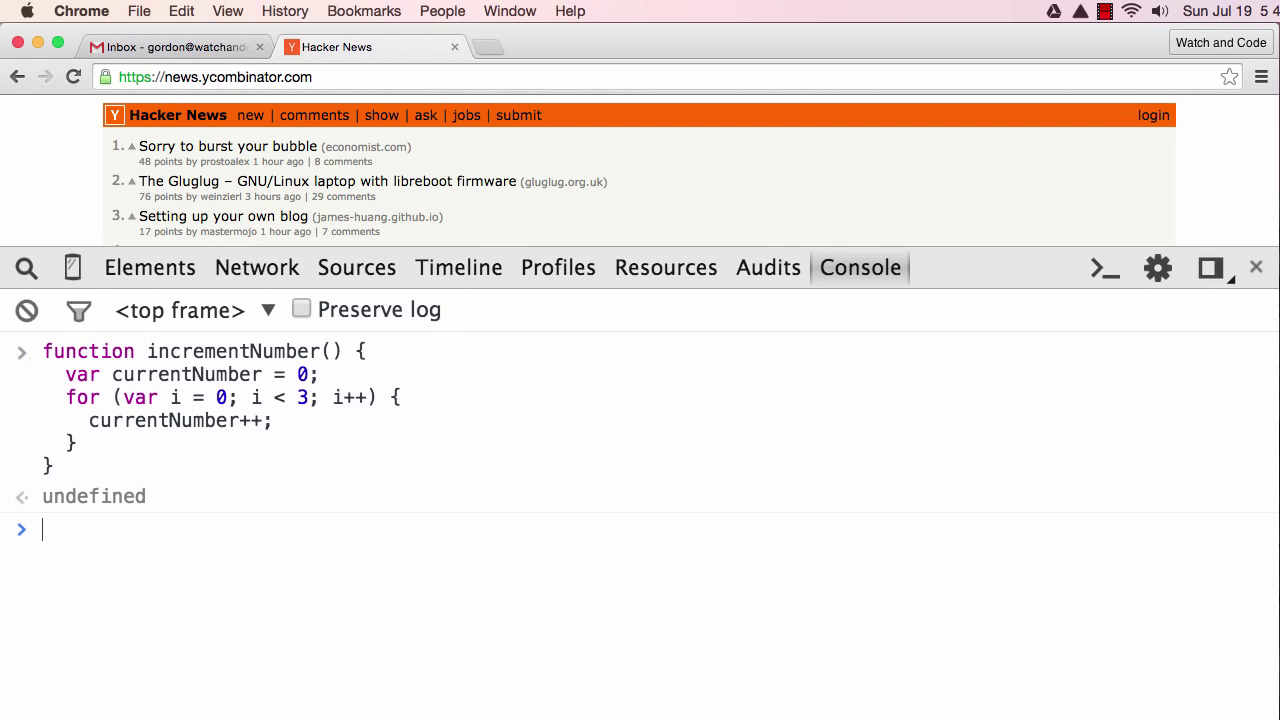 Chrome File Edit View History Bookmarks People Window Help Sun Jul 19 5 4
Inbox - gordon@watchand Hacker News Watch and Code
https://news.ycombinator.com
Y Hacker News new | comments | show | ask | jobs | submit login
1. Sorry to burst your bubble (economist.com)
48 points by prostoalex 1 hour ago | 8 comments
2. The Gluglug – GNU/Linux laptop with libreboot firmware (gluglug.org.uk)
76 points by weinzierl 3 hours ago | 29 comments
3. Setting up your own blog (james-huang.github.io)
17 points by mastermojo 1 hour ago | 7 comments
Elements Network Sources Timeline Profiles Resources Audits Console
<top frame> Preserve log
function incrementNumber() {
var currentNumber = 0;
for (var i = 0; i < 3; i++) {
currentNumber++;
}
}
undefined